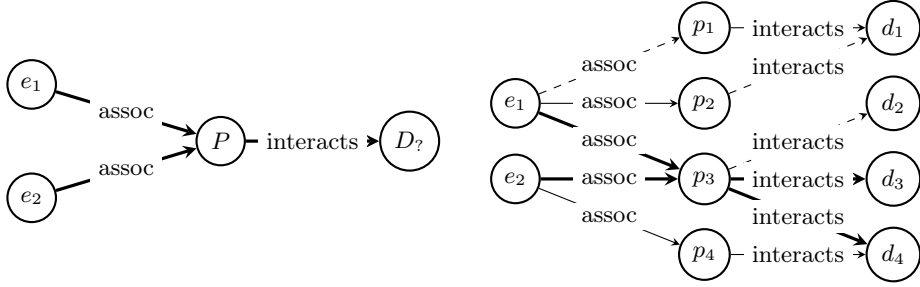 e₁
assoc
e₂
assoc
P
interacts
D?
e₁
e₂
assoc
assoc
assoc
assoc
assoc
p₁
p₂
p₃
p₄
interacts
interacts
interacts
interacts
interacts
interacts
d₁
d₂
d₃
d₄